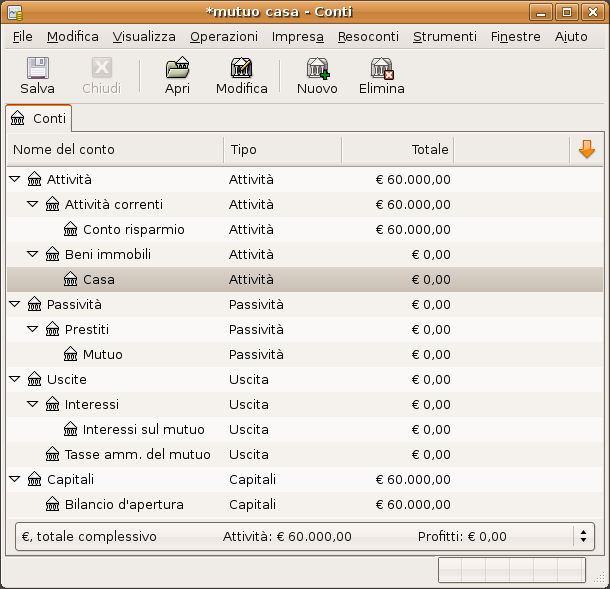 *mutuo casa - Conti
File Modifica Visualizza Operazioni Impresa Resoconti Strumenti Finestre Aiuto
Salva Chiudi Apri Modifica Nuovo Elimina
Conti
Nome del conto Tipo Totale
Attività Attività € 60.000,00
Attività correnti Attività € 60.000,00
Conto risparmio Attività € 60.000,00
Beni immobili Attività € 0,00
Casa Attività € 0,00
Passività Passività € 0,00
Prestiti Passività € 0,00
Mutuo Passività € 0,00
Uscite Uscita € 0,00
Interessi Uscita € 0,00
Interessi sul mutuo Uscita € 0,00
Tasse amm. del mutuo Uscita € 0,00
Capitali Capitali € 60.000,00
Bilancio d'apertura Capitali € 60.000,00
€, totale complessivo Attività: € 60.000,00 Profitti: € 0,00